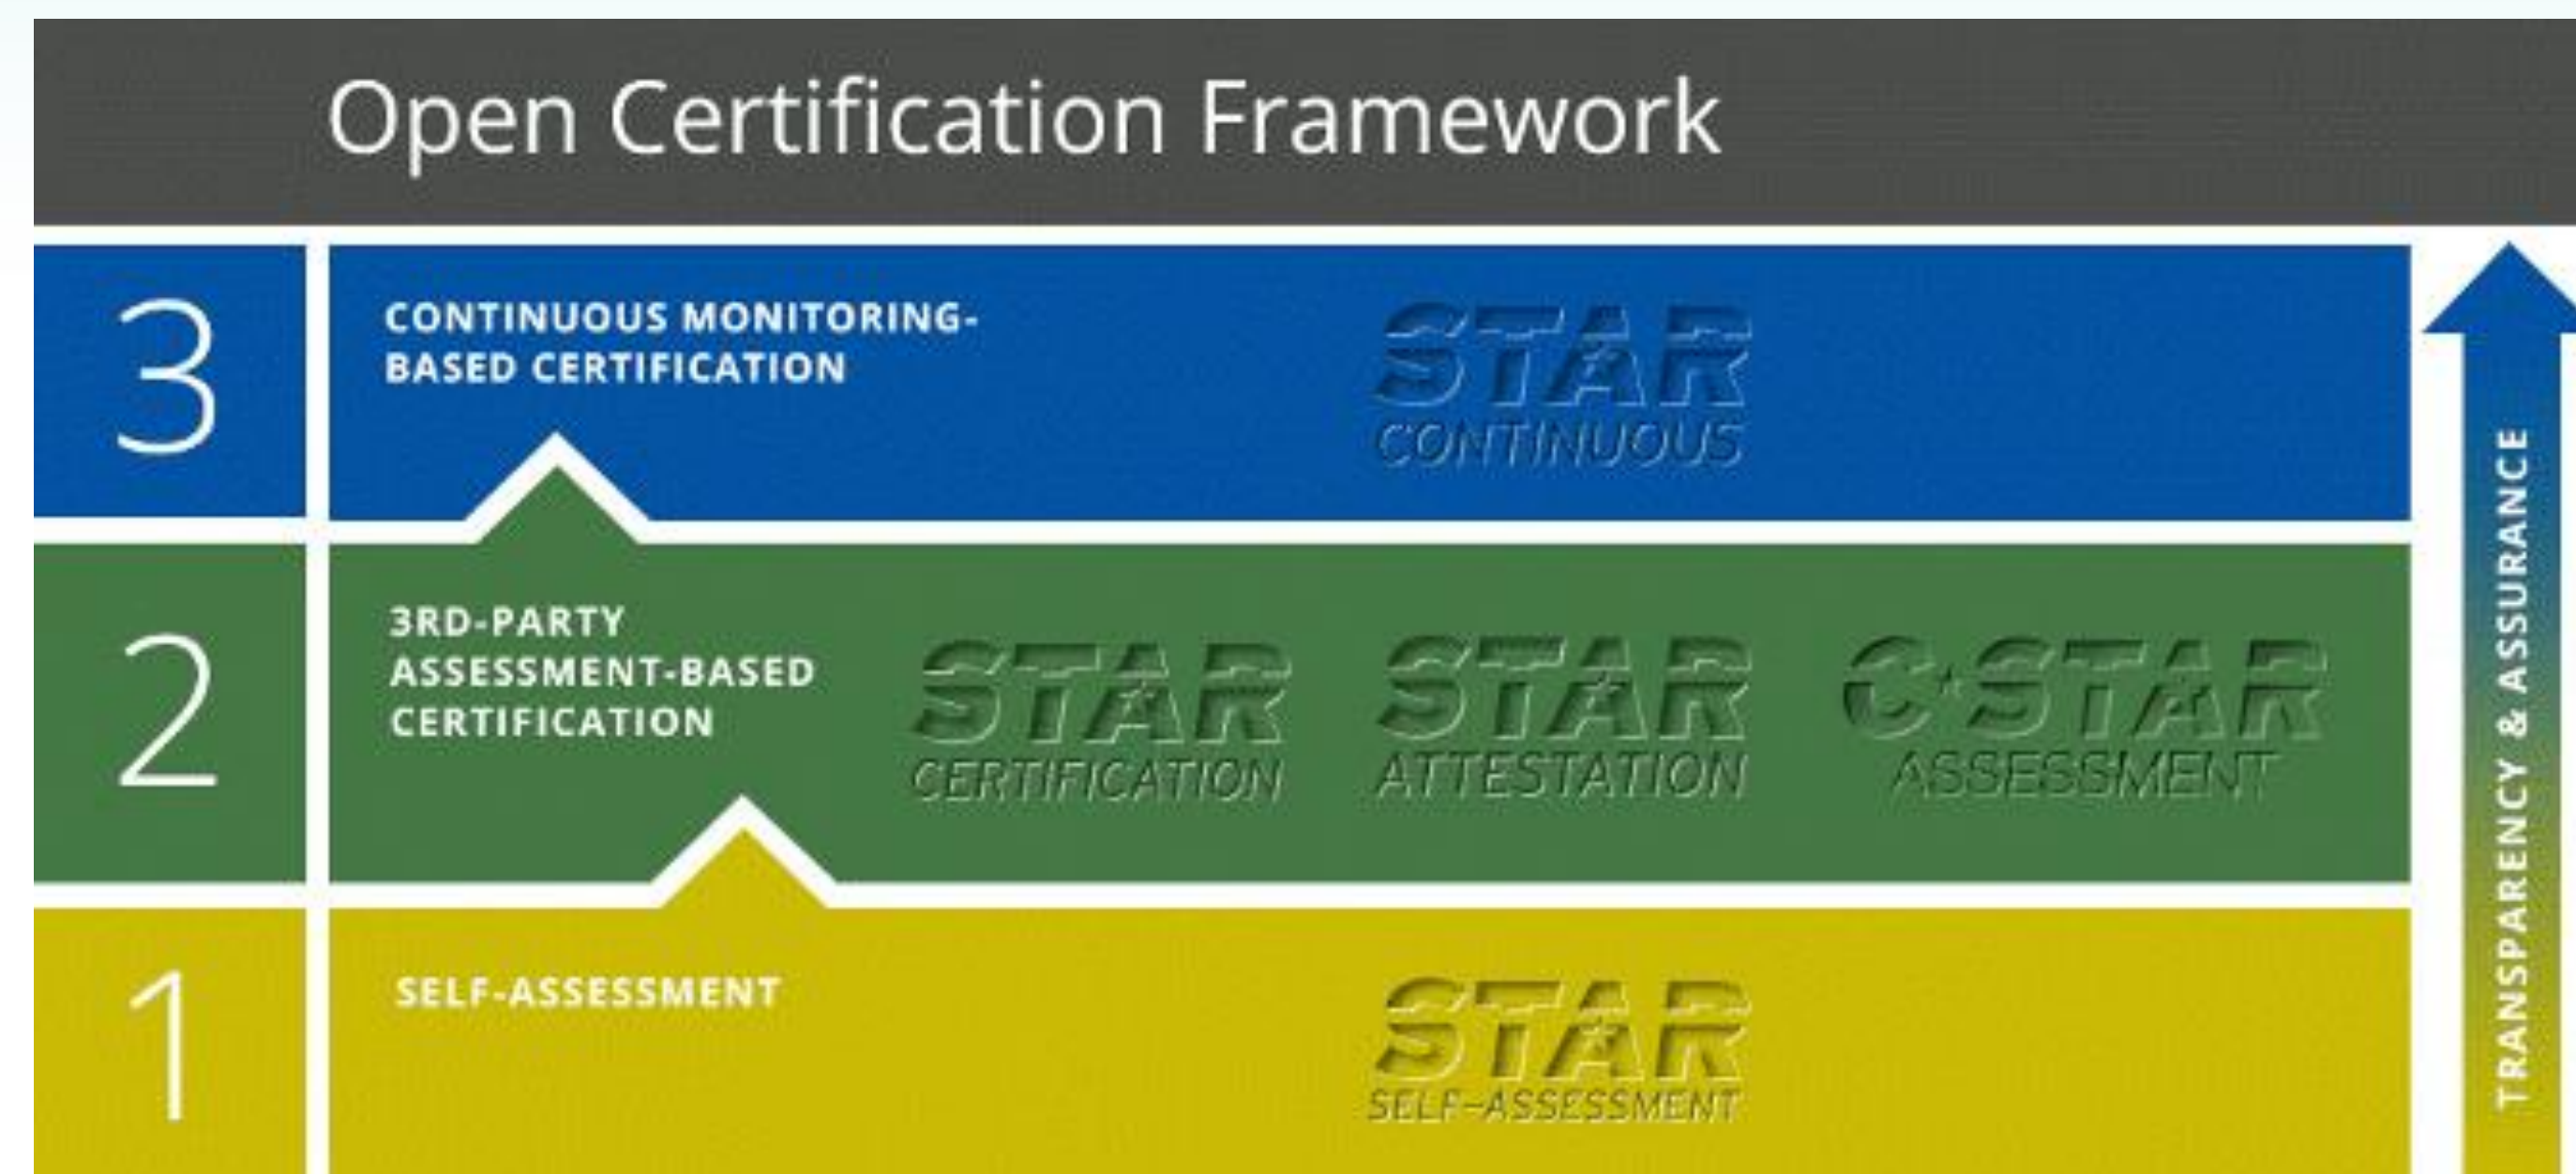 Open Certification Framework
3
CONTINUOUS MONITORING-
BASED CERTIFICATION
STAR
CONTINUOUS
2
3RD-PARTY
ASSESSMENT-BASED
CERTIFICATION
STAR
CERTIFICATION
STAR
ATTESTATION
C★STAR
ASSESSMENT
1
SELF-ASSESSMENT
STAR
SELF-ASSESSMENT
TRANSPARENCY & ASSURANCE